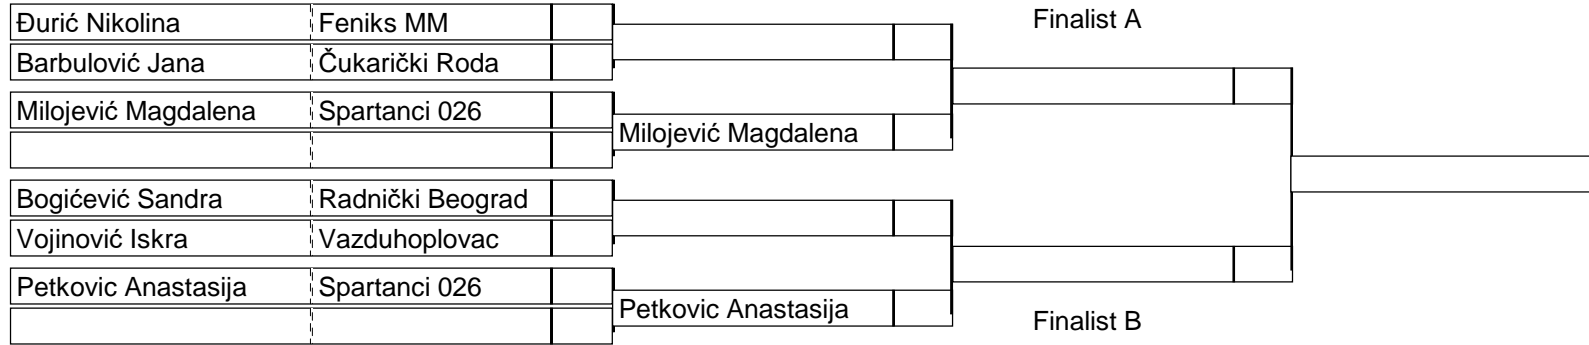 Đurić Nikolina Feniks MM Finalist A
Barbulović Jana Čukarički Roda
Milojević Magdalena Spartanci 026
Milojević Magdalena
Bogićević Sandra Radnički Beograd
Vojinović Iskra Vazduhoplovac
Petkovic Anastasija Spartanci 026
Petkovic Anastasija
Finalist B